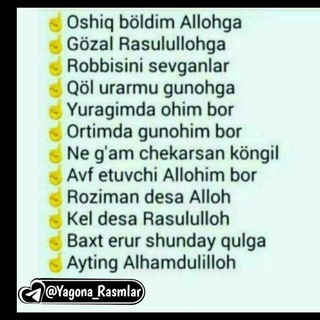 ☝Oshiq böldim Allohga
☝Gözal Rasulullohga
☝Robbisini sevganlar
☝Qöl urarmu gunohga
☝Yuragimda ohim bor
☝Ortimda gunohim bor
☝Ne g'am chekarsan köngil
☝Avf etuvchi Allohim bor
☝Roziman desa Alloh
☝Kel desa Rasululloh
☝Baxt erur shunday qulga
☝Ayting Alhamdulilloh
@Yagona_Rasmlar